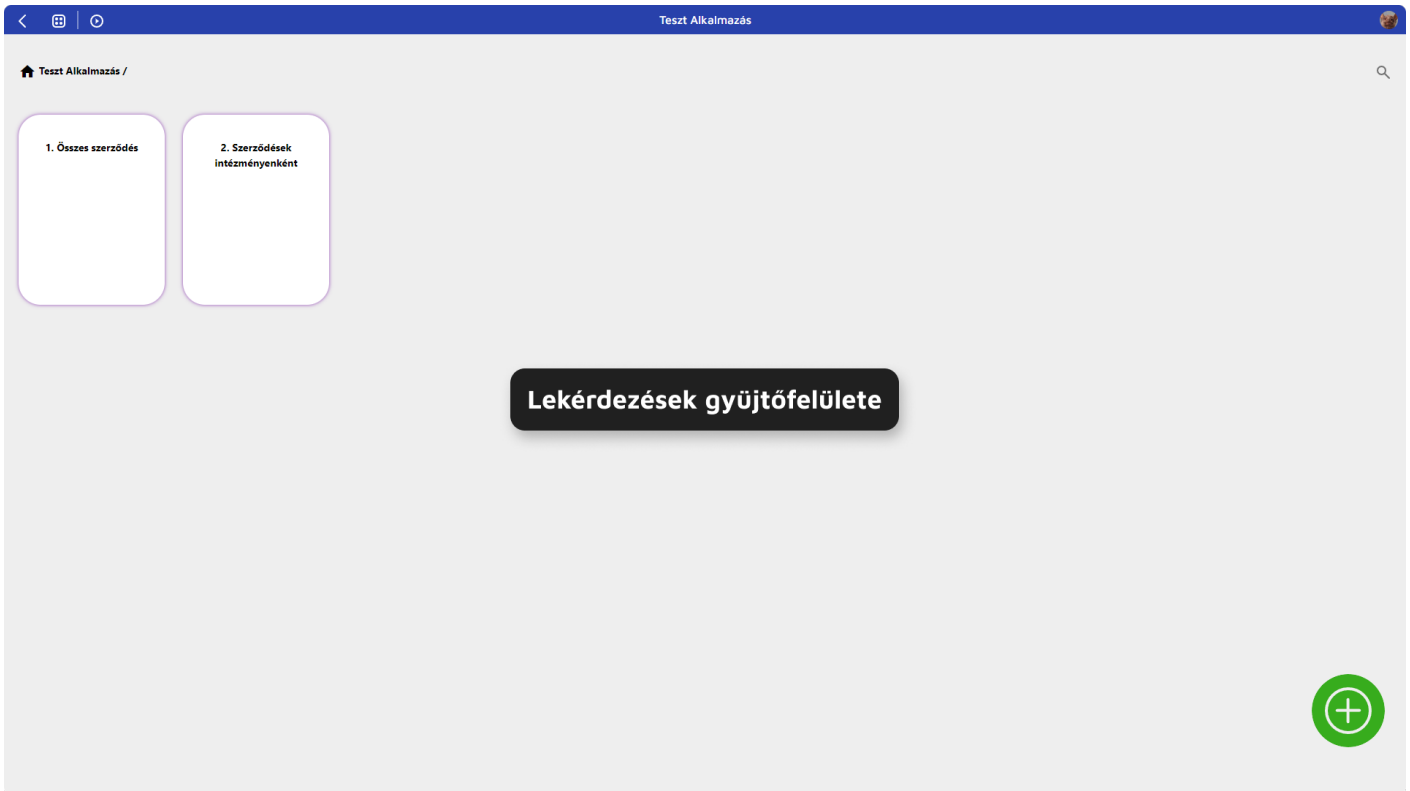 Teszt Alkalmazás
Teszt Alkalmazás /
1. Összes szerződés
2. Szerződések
intézményenként
Lekérdezések gyüjtőfelülete